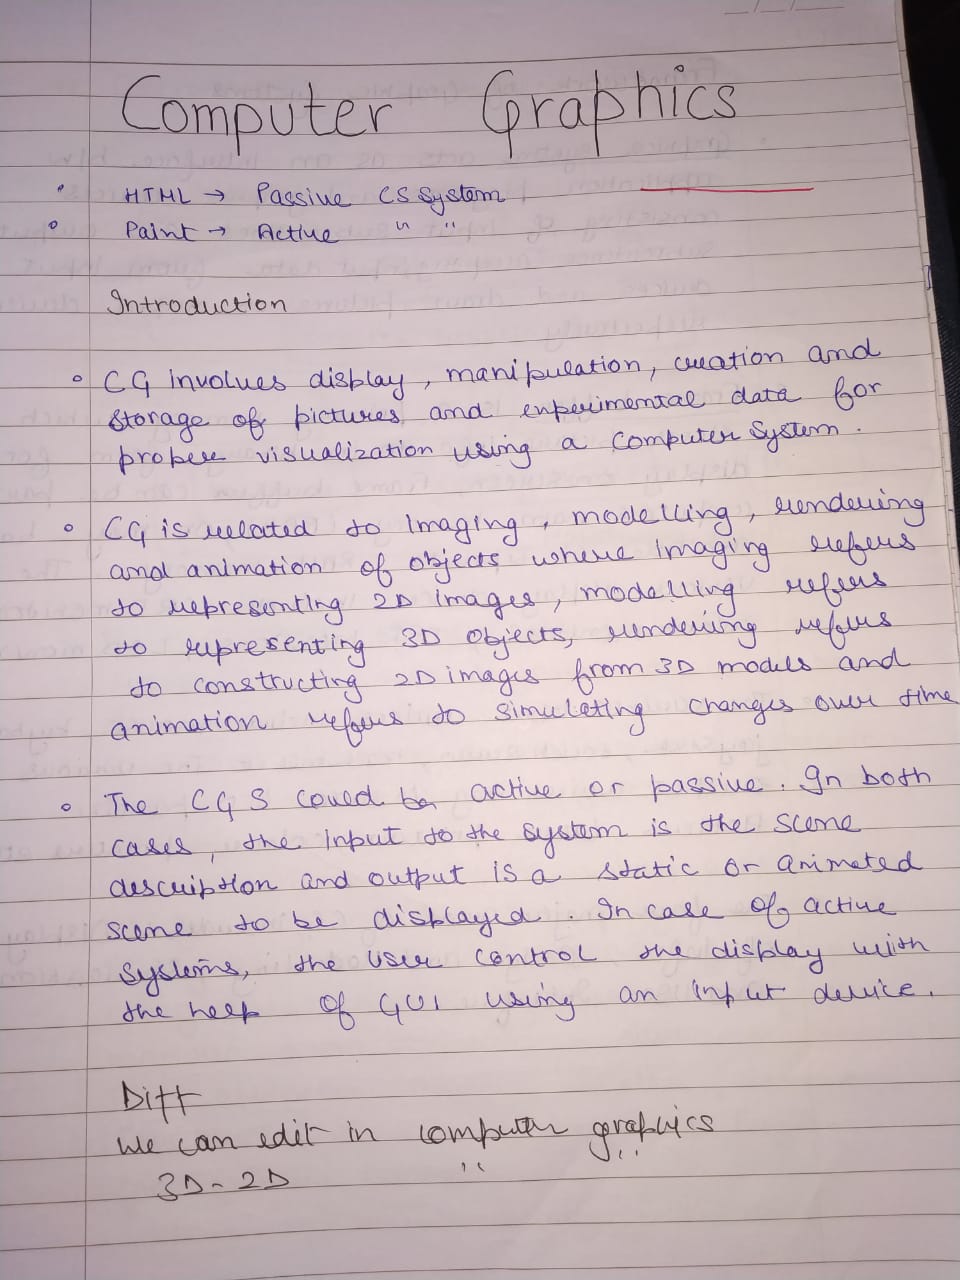 Computer Graphics
• HTML → Passive CS System
• Paint → Active " "
Introduction
• CG involves display, manipulation, creation and
storage of pictures and experimental data for
proper visualization using a computer system.
• CG is related to Imaging, modelling, rendering
and animation of objects where imaging refers
to representing 2D images, modelling refers
to representing 3D objects, rendering refers
to constructing 2D images from 3D models and
animation refers to simulating changes over time
• The CGS could be active or passive. In both
cases, the input to the system is the scene
description and output is a static or animated
scene to be displayed. In case of active
systems, the user control the display with
the help of GUI using an input device.
Diff
We can edit in computer graphics
3D - 2D " "